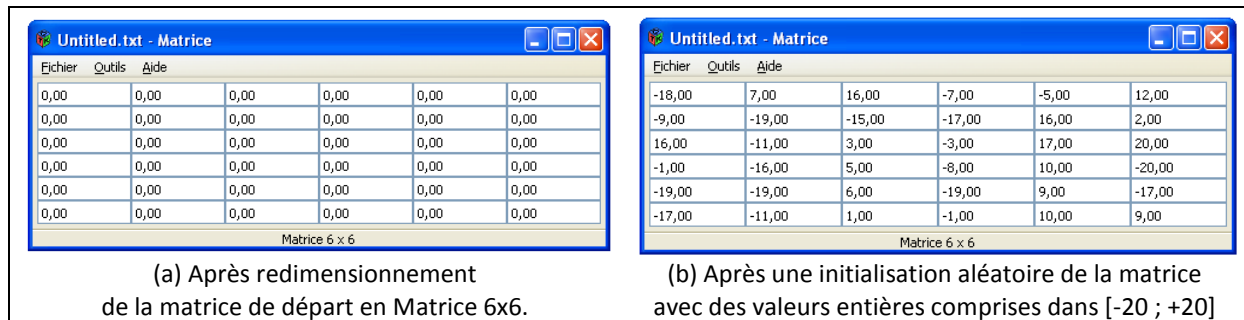 Untitled.txt - Matrice
Fichier Outils Aide
0,00 0,00 0,00 0,00 0,00 0,00
0,00 0,00 0,00 0,00 0,00 0,00
0,00 0,00 0,00 0,00 0,00 0,00
0,00 0,00 0,00 0,00 0,00 0,00
0,00 0,00 0,00 0,00 0,00 0,00
0,00 0,00 0,00 0,00 0,00 0,00
Matrice 6 x 6
(a) Après redimensionnement
de la matrice de départ en Matrice 6x6.
Untitled.txt - Matrice
Fichier Outils Aide
-18,00 7,00 16,00 -7,00 -5,00 12,00
-9,00 -19,00 -15,00 -17,00 16,00 2,00
16,00 -11,00 3,00 -3,00 17,00 20,00
-1,00 -16,00 5,00 -8,00 10,00 -20,00
-19,00 -19,00 6,00 -19,00 9,00 -17,00
-17,00 -11,00 1,00 -1,00 10,00 9,00
Matrice 6 x 6
(b) Après une initialisation aléatoire de la matrice
avec des valeurs entières comprises dans [-20 ; +20]